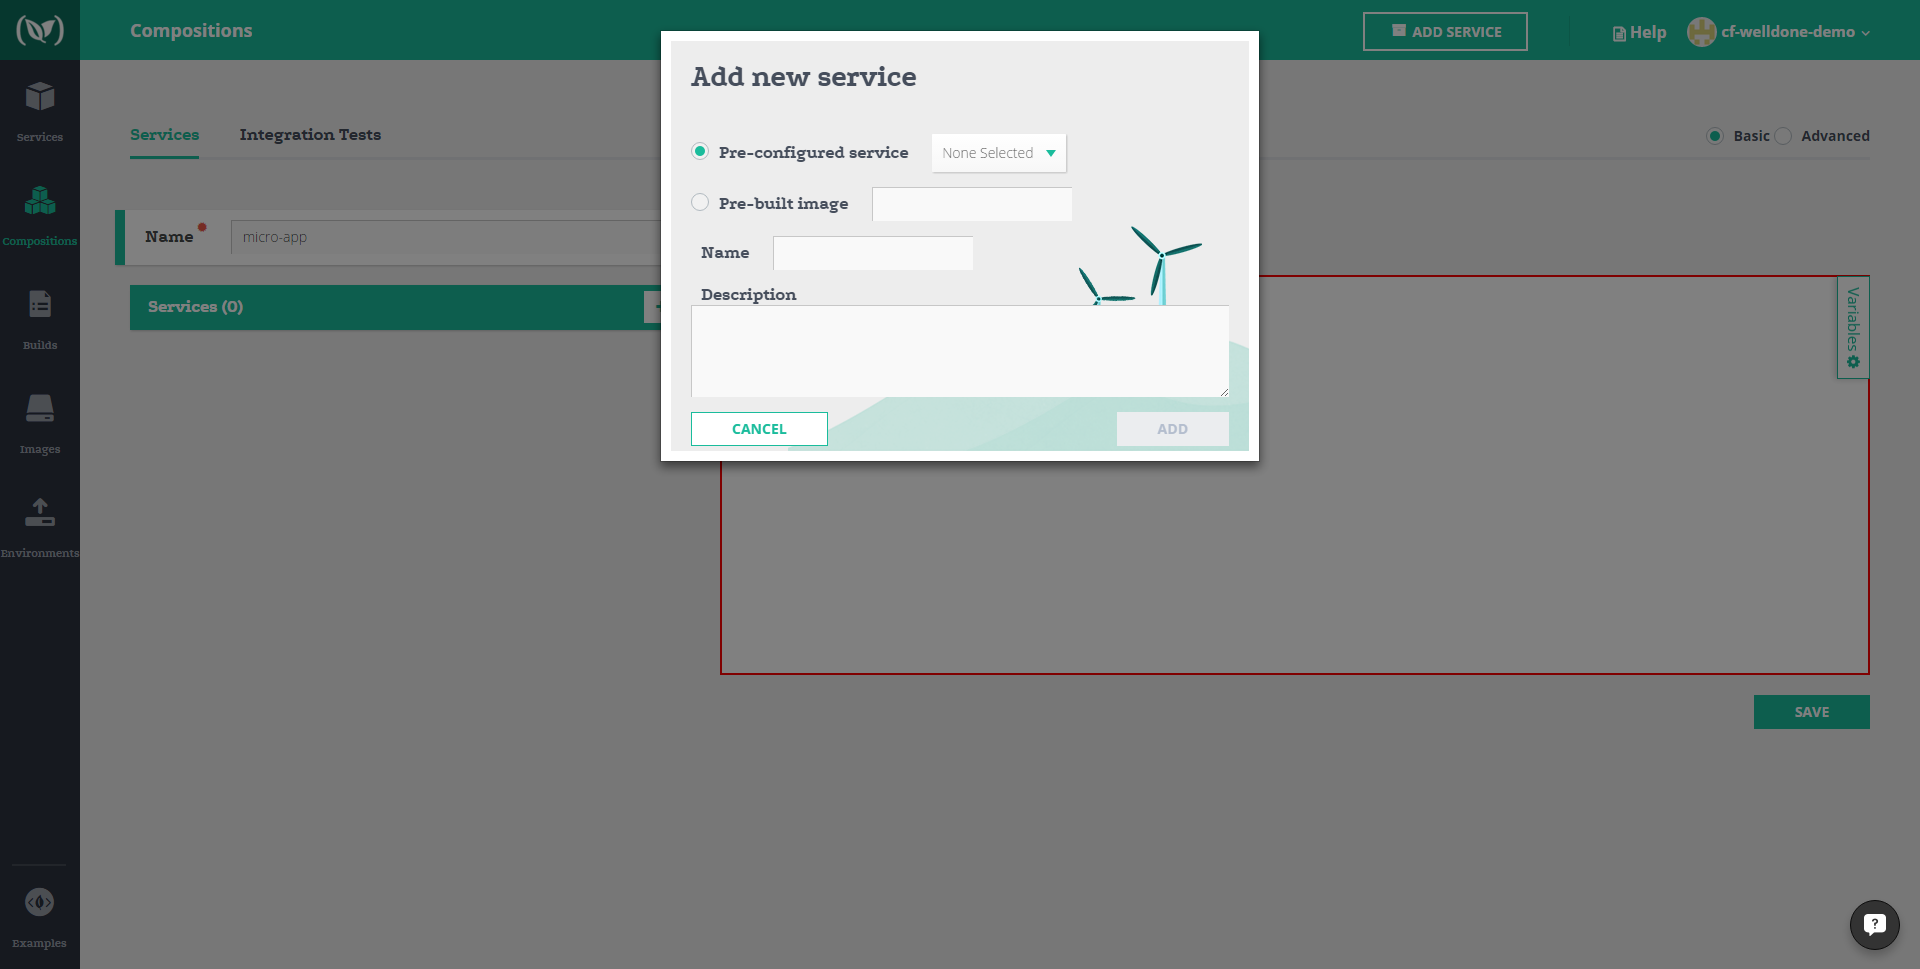 Compositions
ADD SERVICE
Help
cf-welldone-demo
Services
Compositions
Builds
Images
Environments
Examples
Services
Integration Tests
Basic
Advanced
Name
micro-app
Services (0)
Variables
SAVE
Add new service
Pre-configured service
None Selected
Pre-built image
Name
Description
CANCEL
ADD